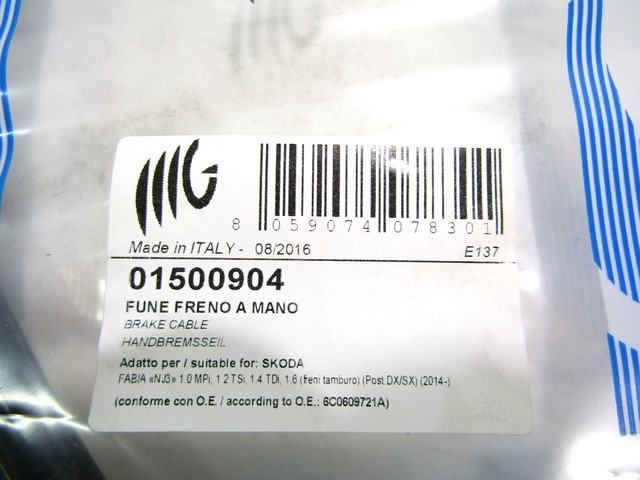 MG
8 059074 078301
Made in ITALY - 08/2016 E137
01500904
FUNE FRENO A MANO
BRAKE CABLE
HANDBREMSSEIL
Adatto per / suitable for: SKODA
FABIA «NJ3» 1.0 MPi, 1.2 TSi, 1.4 TDi, 1.6 (freni tamburo) (Post.DX/SX) (2014-)
(conforme con O.E. / according to O.E.: 6C0609721A)